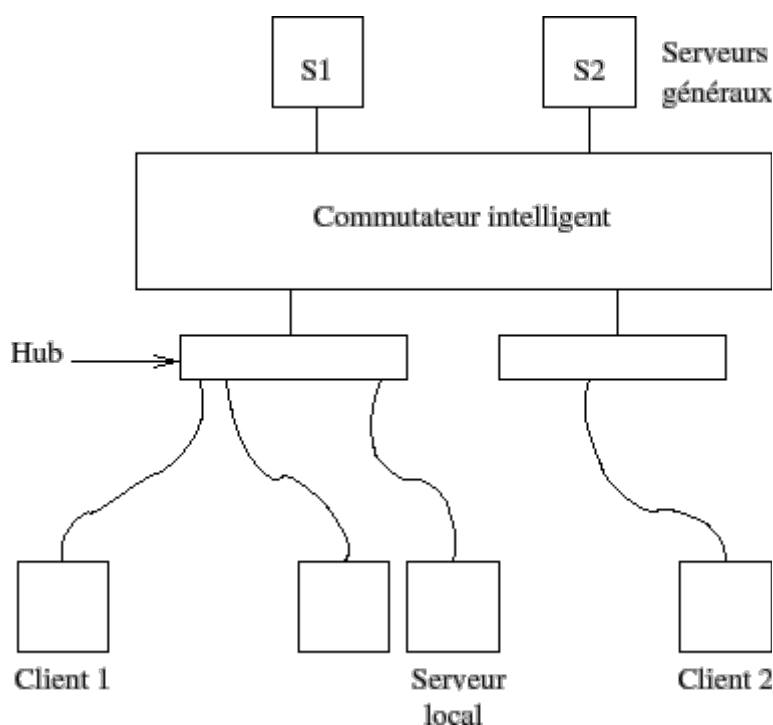 S1
S2
Serveurs
généraux
Commutateur intelligent
Hub
Client 1
Serveur
local
Client 2